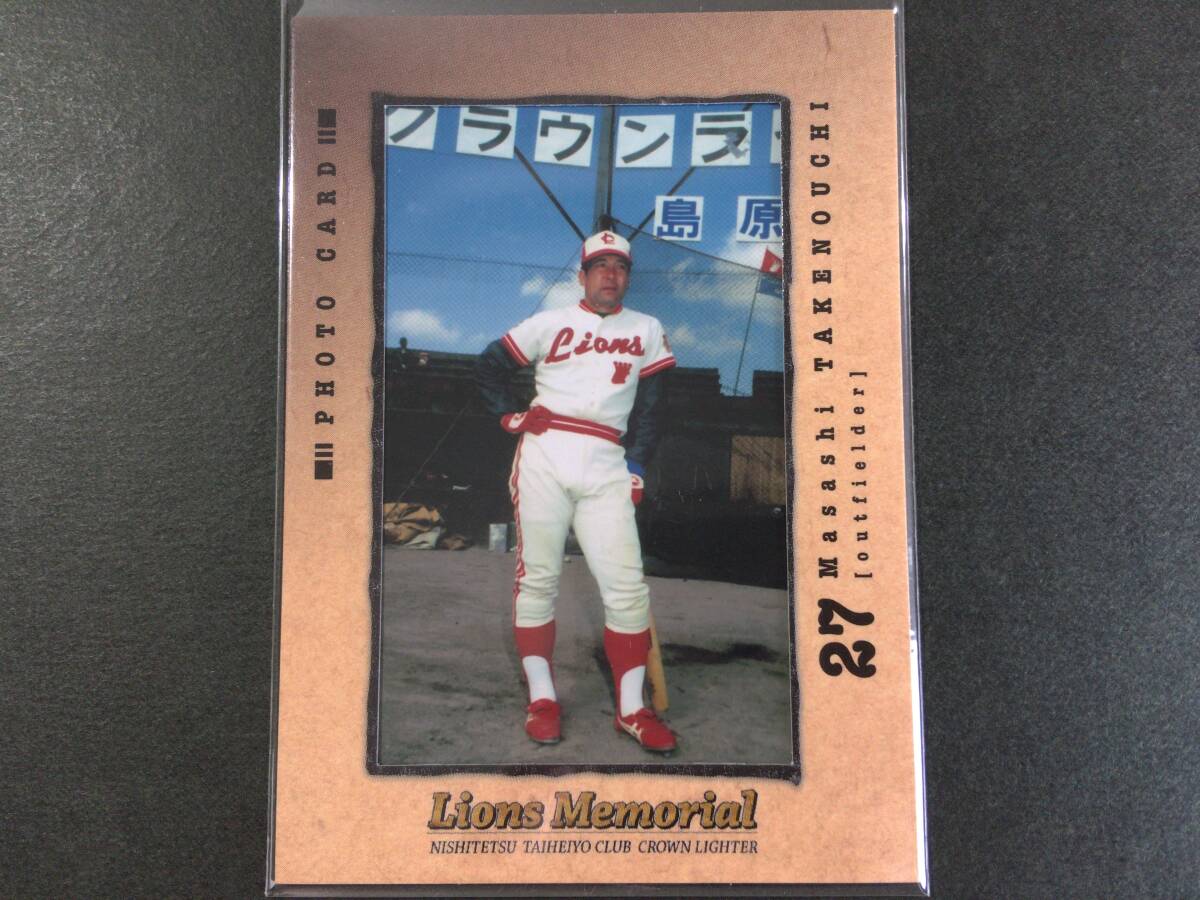 PHOTO CARD
クラウンラ
島原
Lions
27 Masashi TAKENOUCHI
[outfielder]
Lions Memorial
NISHITETSU TAIHEIYO CLUB CROWN LIGHTER